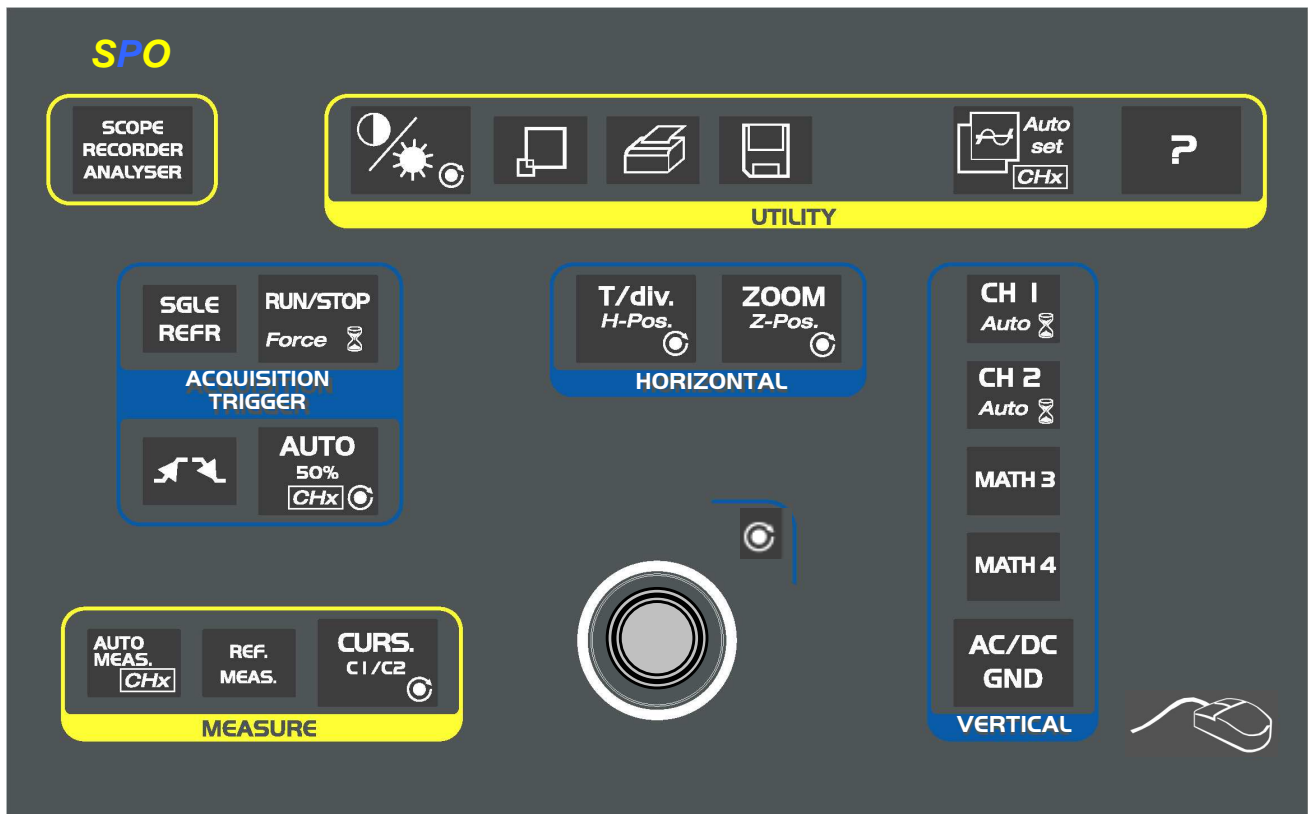 SPO
SCOPE
RECORDER
ANALYSER
Auto
set
CHx
?
UTILITY
SGLE
REFR
RUN/STOP
Force
ACQUISITION
TRIGGER
AUTO
50%
CHx
T/div.
H-Pos.
ZOOM
Z-Pos.
HORIZONTAL
CH 1
Auto
CH 2
Auto
MATH 3
MATH 4
AC/DC
GND
VERTICAL
AUTO
MEAS.
CHx
REF.
MEAS.
CURS.
C1/C2
MEASURE